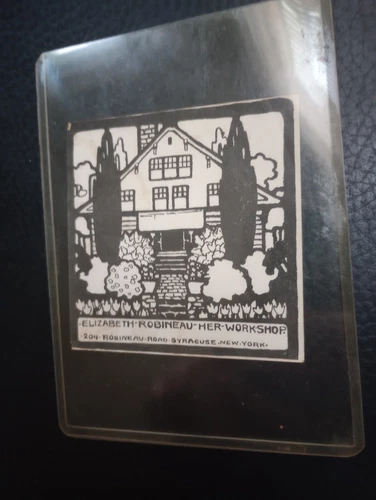 ·ELIZABETH·ROBINEAU·HER·WORKSHOP·
·204·ROBINEAU·ROAD·SYRACUSE·NEW·YORK·